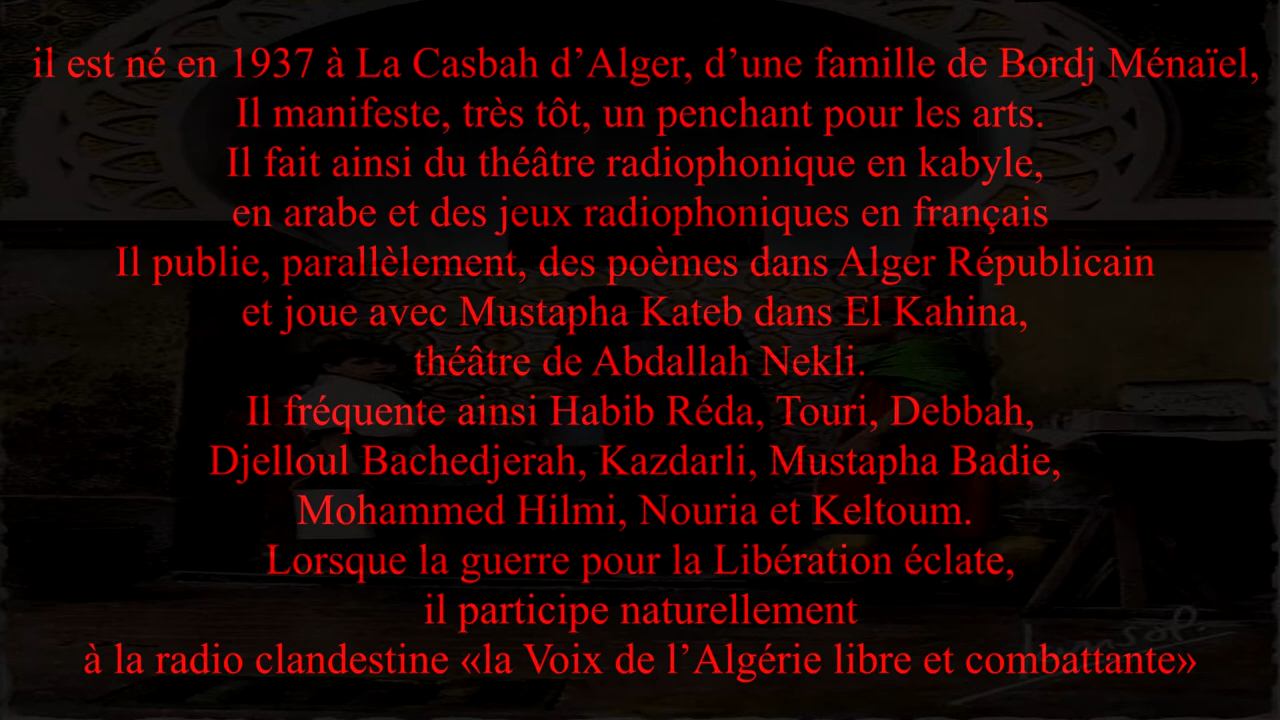 il est né en 1937 à La Casbah d’Alger, d’une famille de Bordj Ménaïel,
Il manifeste, très tôt, un penchant pour les arts.
Il fait ainsi du théâtre radiophonique en kabyle,
en arabe et des jeux radiophoniques en français
Il publie, parallèlement, des poèmes dans Alger Républicain
et joue avec Mustapha Kateb dans El Kahina,
théâtre de Abdallah Nekli.
Il fréquente ainsi Habib Réda, Touri, Debbah,
Djelloul Bachedjerah, Kazdarli, Mustapha Badie,
Mohammed Hilmi, Nouria et Keltoum.
Lorsque la guerre pour la Libération éclate,
il participe naturellement
à la radio clandestine «la Voix de l’Algérie libre et combattante»